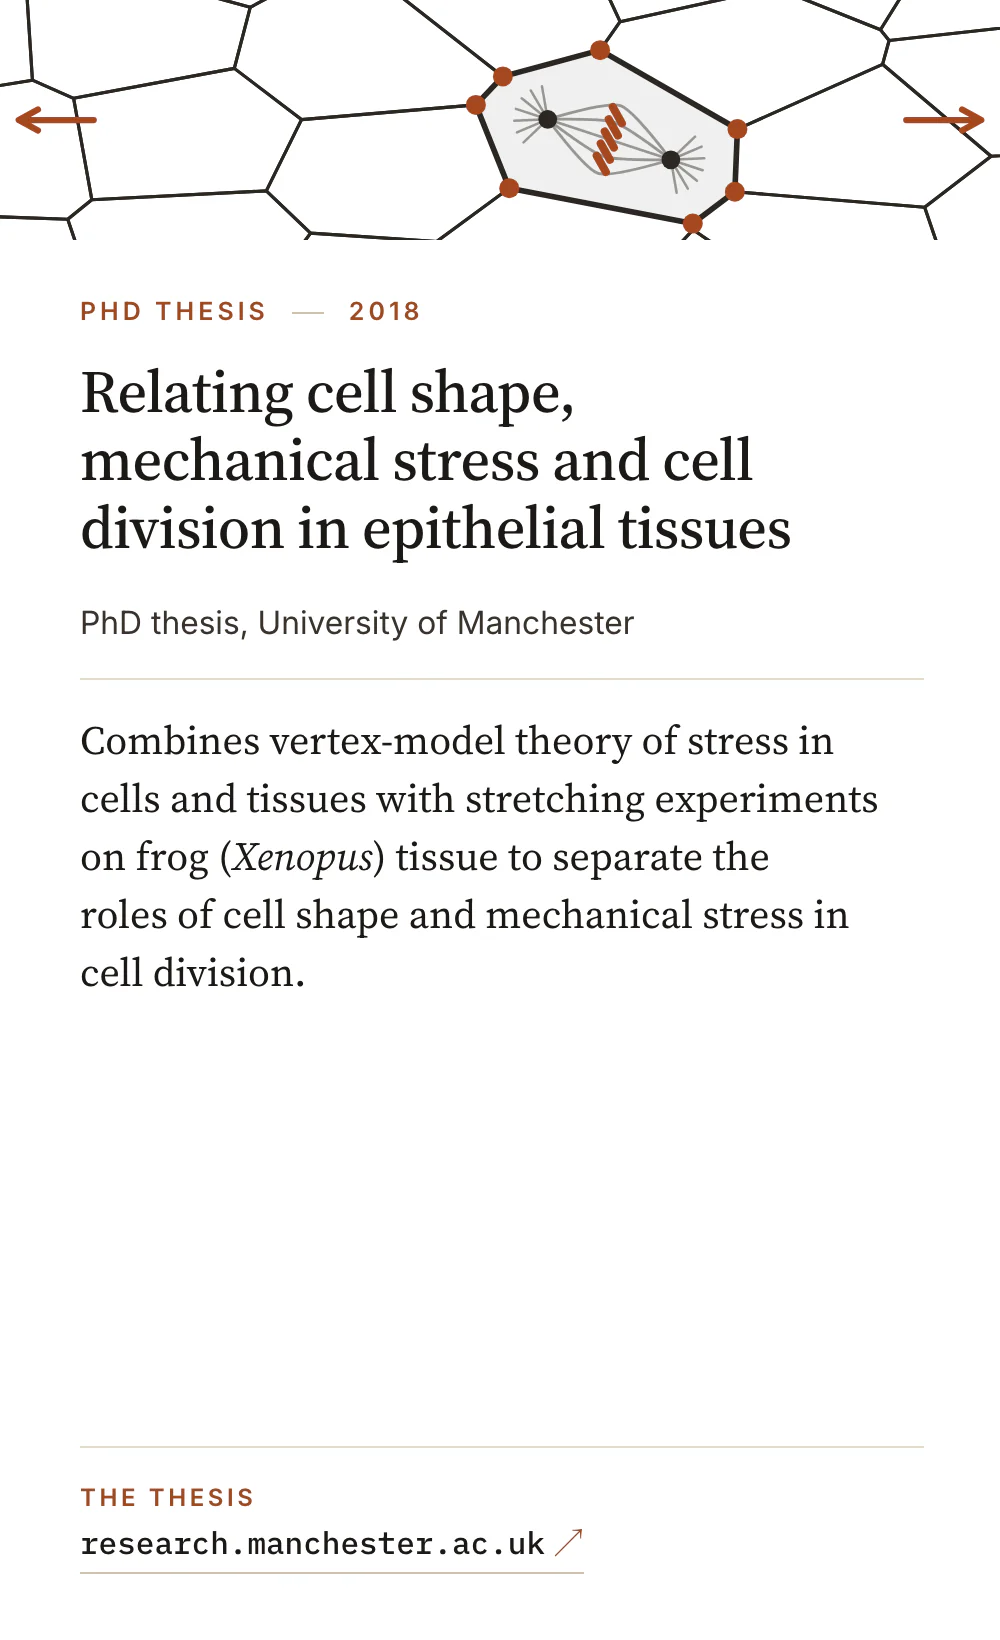 PHD THESIS — 2018
Relating cell shape,
mechanical stress and cell
division in epithelial tissues
PhD thesis, University of Manchester
Combines vertex-model theory of stress in
cells and tissues with stretching experiments
on frog (Xenopus) tissue to separate the
roles of cell shape and mechanical stress in
cell division.
THE THESIS
research.manchester.ac.uk ↗